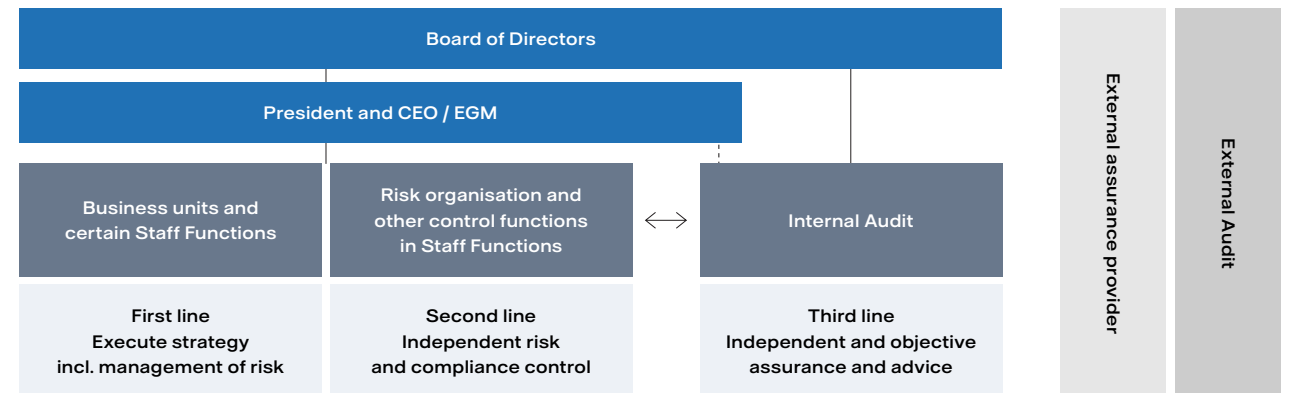 Board of Directors
President and CEO / EGM
Business units and
certain Staff Functions
Risk organisation and
other control functions
in Staff Functions
Internal Audit
First line
Execute strategy
incl. management of risk
Second line
Independent risk
and compliance control
Third line
Independent and objective
assurance and advice
External assurance provider
External Audit